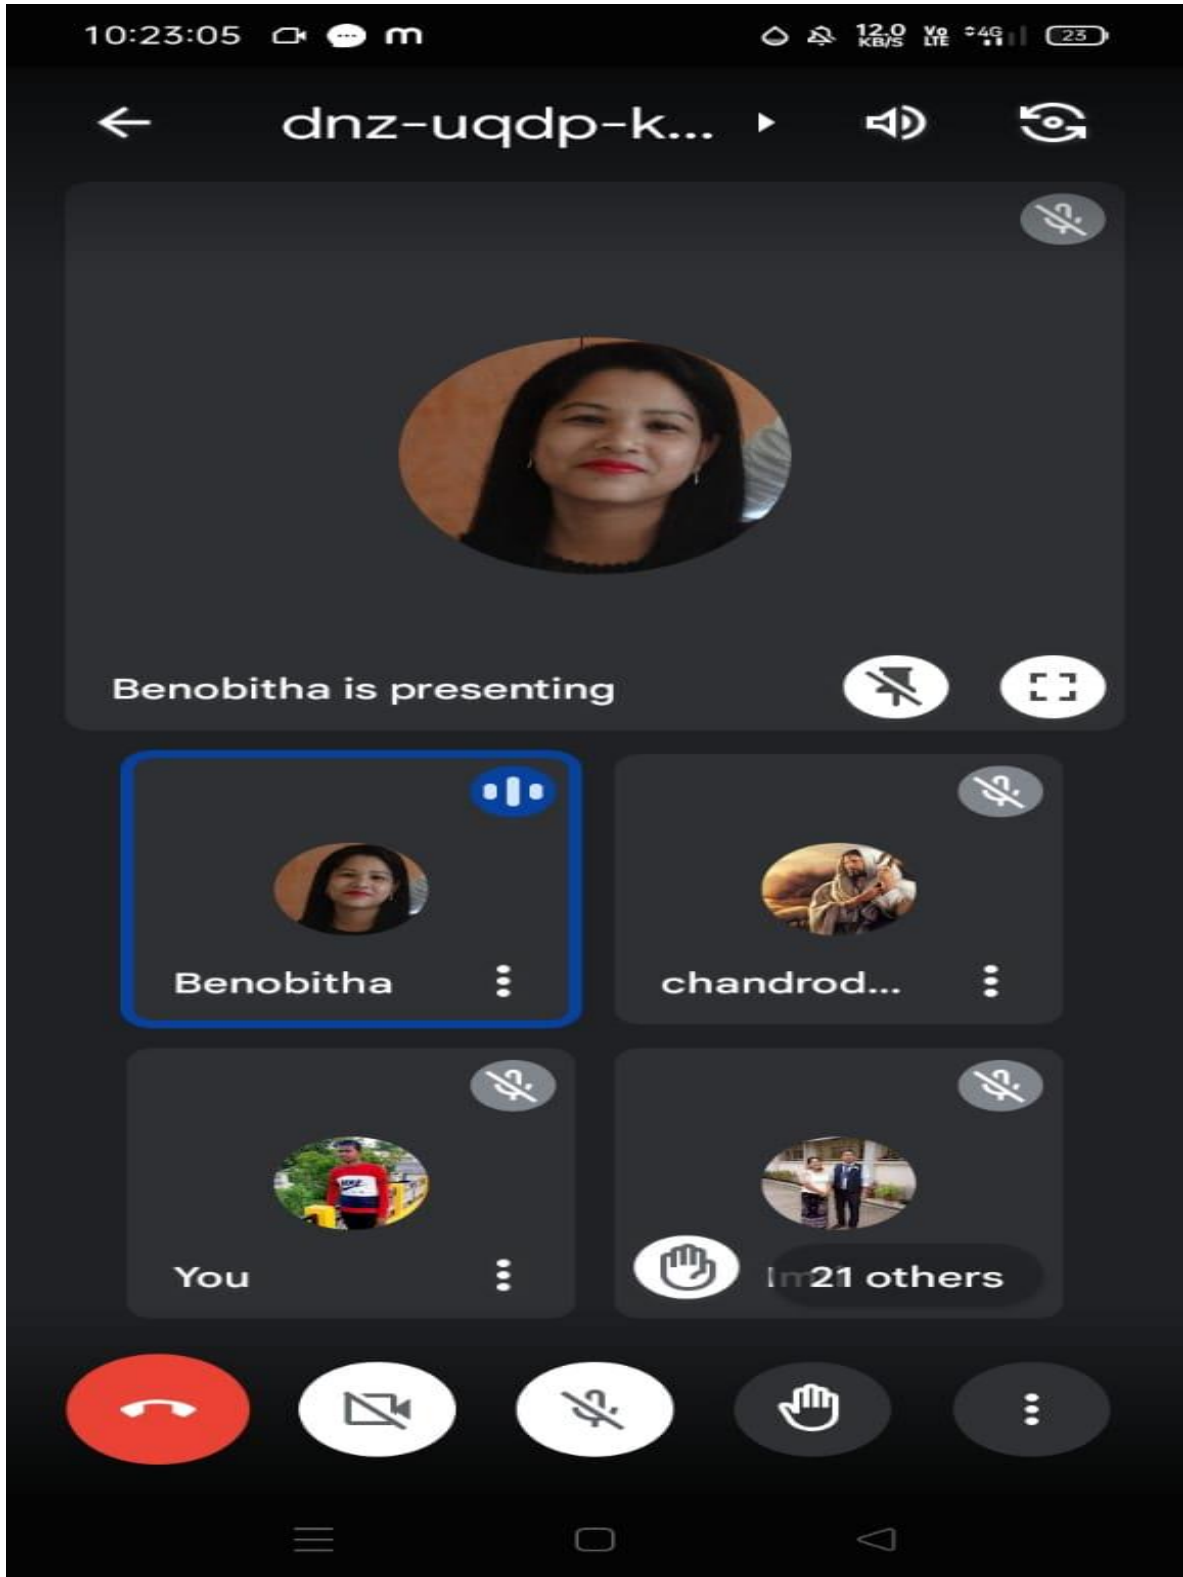 10:23:05 m 12.0 KB/S Vo LTE 4G 23
dnz-uqdp-k...
Benobitha is presenting
Benobitha
chandrod...
You
21 others